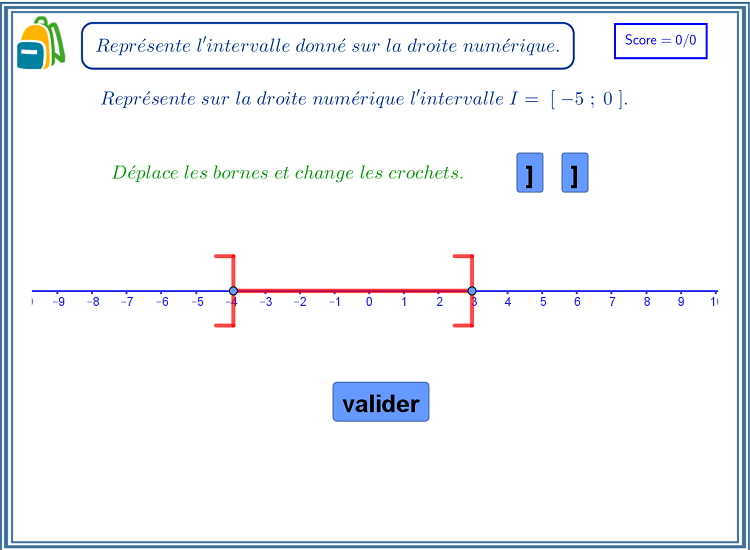 Représente l'intervalle donné sur la droite numérique.
Score = 0/0
Représente sur la droite numérique l'intervalle I = [ −5 ; 0 ].
Déplace les bornes et change les crochets.
] ]
−9 −8 −7 −6 −5 −4 −3 −2 −1 0 1 2 3 4 5 6 7 8 9 10
valider